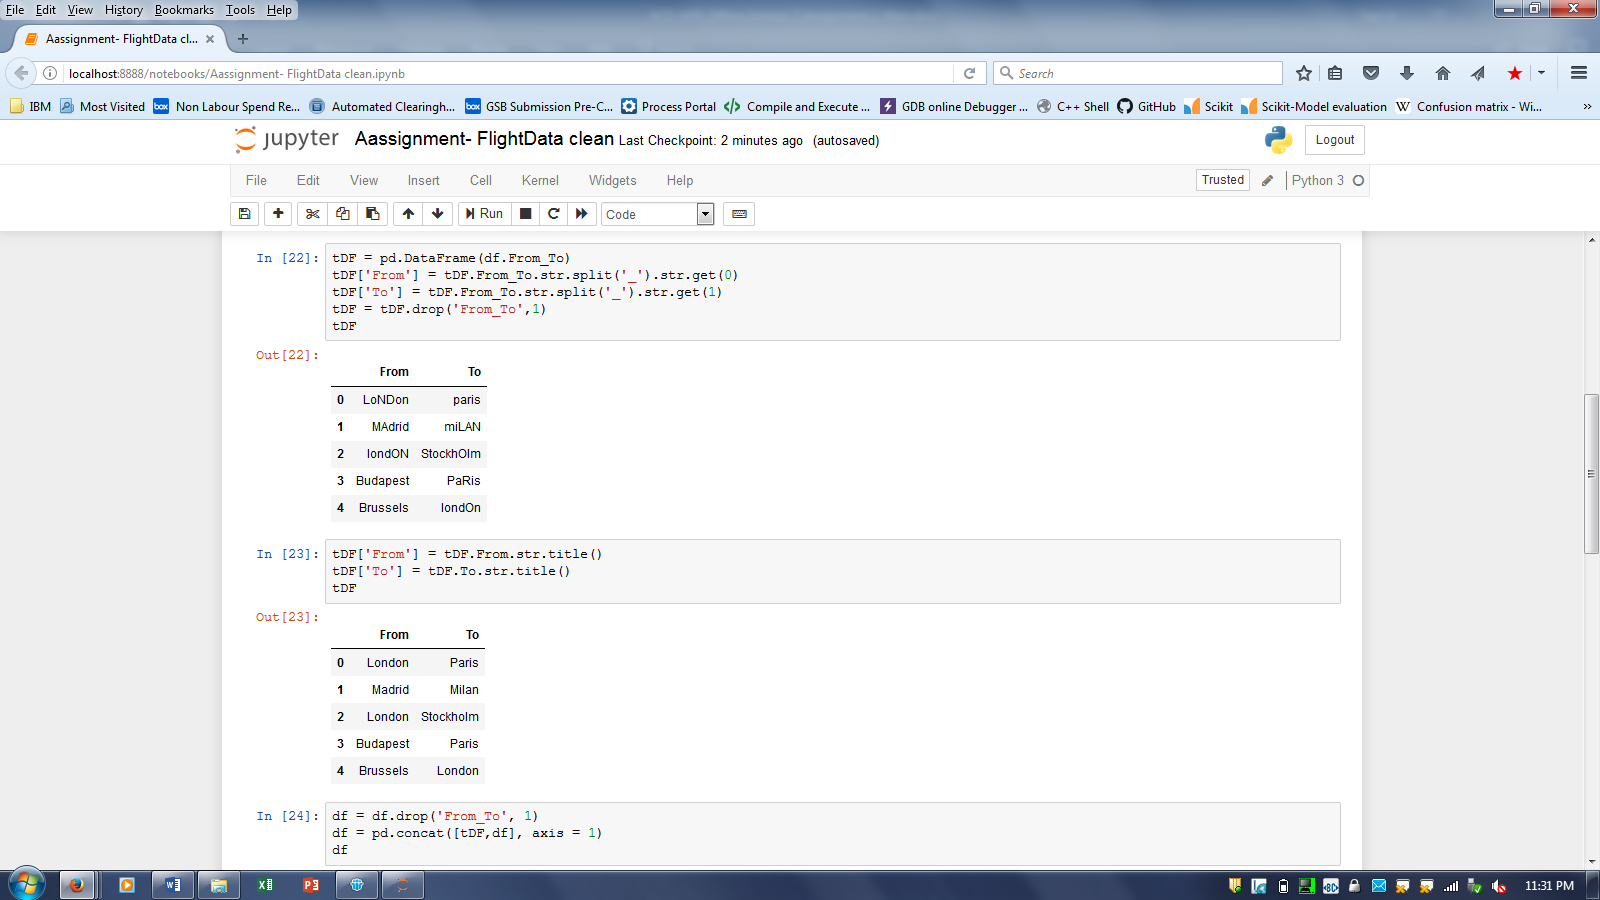 File Edit View History Bookmarks Tools Help
Aassignment- FlightData cl...
localhost:8888/notebooks/Aassignment- FlightData clean.ipynb
Search
IBM Most Visited Non Labour Spend Re... Automated Clearingh... GSB Submission Pre-C... Process Portal Compile and Execute ... GDB online Debugger ... C++ Shell GitHub Scikit Scikit-Model evaluation Confusion matrix - Wi... »
jupyter Aassignment- FlightData clean Last Checkpoint: 2 minutes ago (autosaved) Logout
File Edit View Insert Cell Kernel Widgets Help Trusted Python 3
Run Code
In [22]: tDF = pd.DataFrame(df.From_To)
tDF['From'] = tDF.From_To.str.split('_').str.get(0)
tDF['To'] = tDF.From_To.str.split('_').str.get(1)
tDF = tDF.drop('From_To',1)
tDF
Out[22]:
From To
0 LoNDon paris
1 MAdrid miLAN
2 londON StockhOlm
3 Budapest PaRis
4 Brussels londOn
In [23]: tDF['From'] = tDF.From.str.title()
tDF['To'] = tDF.To.str.title()
tDF
Out[23]:
From To
0 London Paris
1 Madrid Milan
2 London Stockholm
3 Budapest Paris
4 Brussels London
In [24]: df = df.drop('From_To', 1)
df = pd.concat([tDF,df], axis = 1)
df
11:31 PM